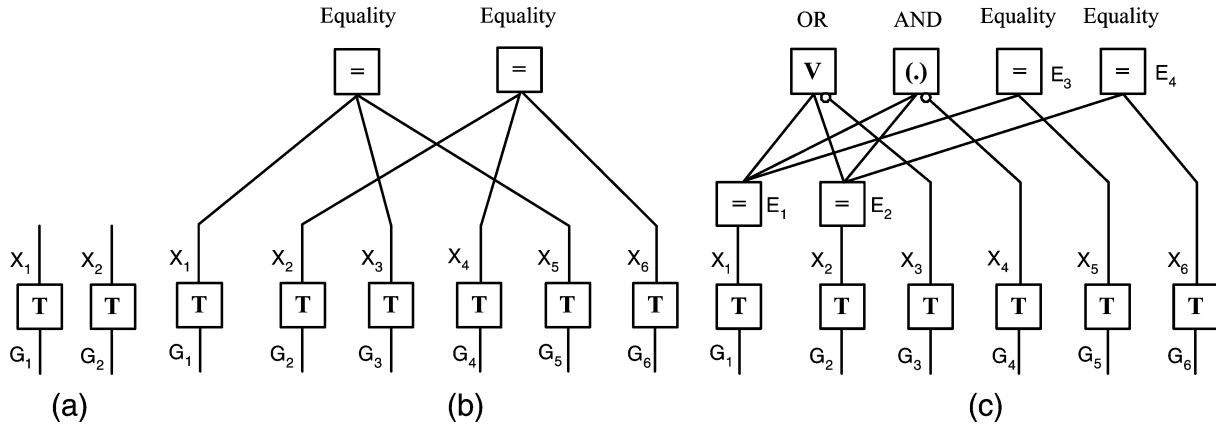 Equality Equality OR AND Equality Equality
= = V (.) = E3 = E4
= E1 = E2
X1 X2 X1 X2 X3 X4 X5 X6 X1 X2 X3 X4 X5 X6
T T T T T T T T T T T T T T
G1 G2 G1 G2 G3 G4 G5 G6 G1 G2 G3 G4 G5 G6
(a) (b) (c)